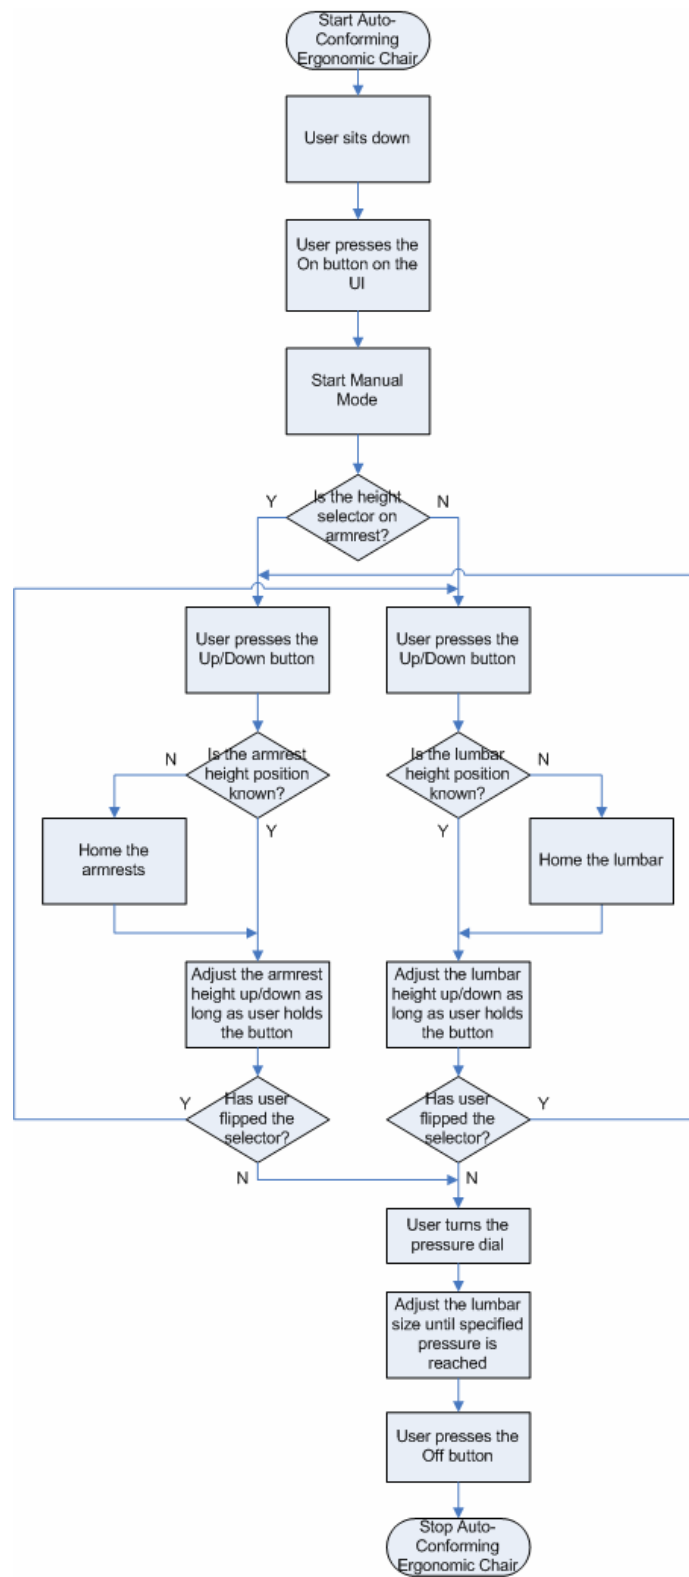 Start Auto-
Conforming
Ergonomic Chair
User sits down
User presses the
On button on the
UI
Start Manual
Mode
Y
Is the height
selector on
armrest?
N
User presses the
Up/Down button
User presses the
Up/Down button
N
Is the armrest
height position
known?
Y
Is the lumbar
height position
known?
N
Y
Home the
armrests
Home the lumbar
Adjust the armrest
height up/down as
long as user holds
the button
Adjust the lumbar
height up/down as
long as user holds
the button
Y
Has user
flipped the
selector?
N
Has user
flipped the
selector?
Y
N
User turns the
pressure dial
Adjust the lumbar
size until specified
pressure is
reached
User presses the
Off button
Stop Auto-
Conforming
Ergonomic Chair